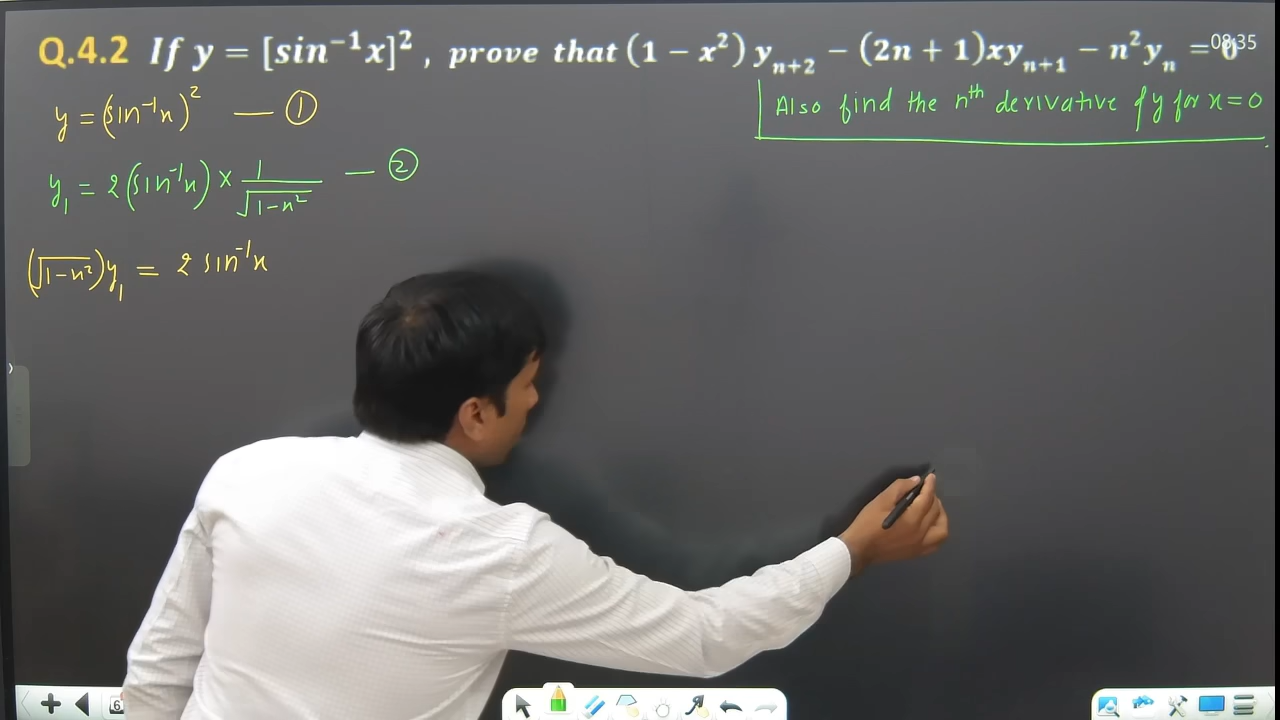 Q.4.2 If y = [sin⁻¹x]² , prove that (1 − x²) yₙ₊₂ − (2n + 1)xyₙ₊₁ − n²yₙ = 0
08:35
Also find the nth derivative of y for x=0
y = (sin⁻¹x)² — ①
y₁ = 2(sin⁻¹x) × 1/√(1−x²) — ②
(√(1−x²))y₁ = 2 sin⁻¹x
6